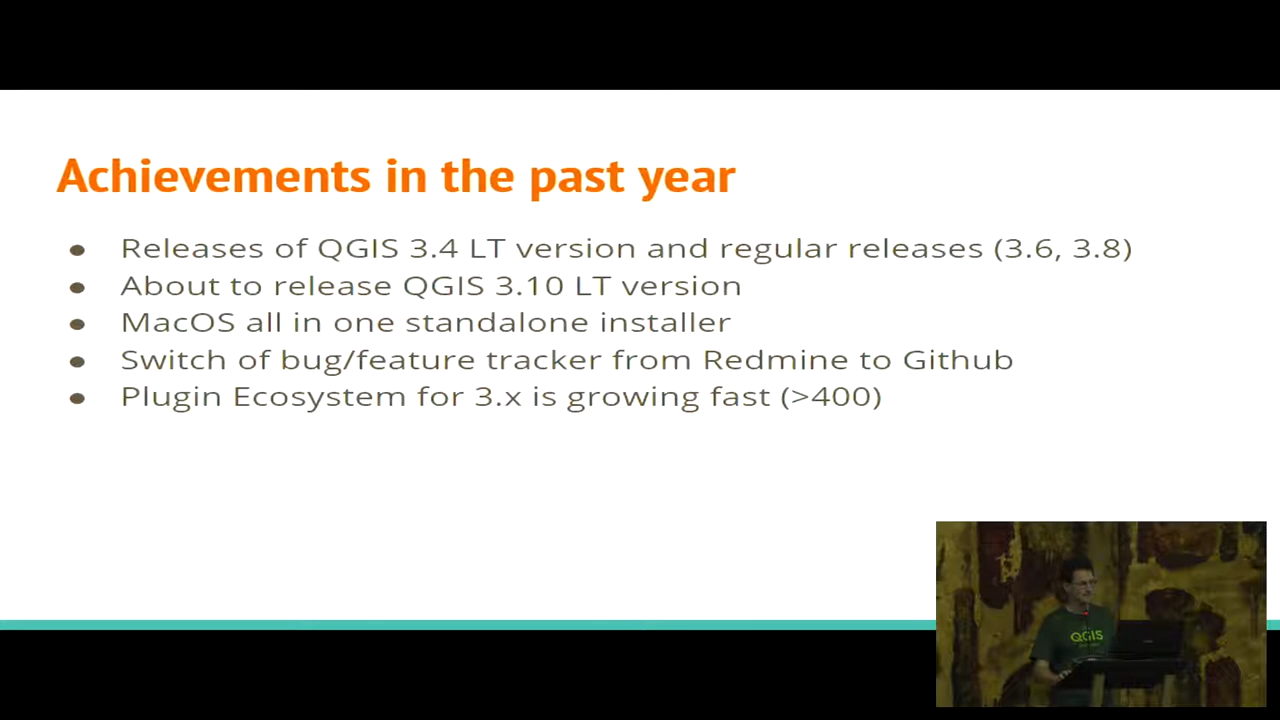 Achievements in the past year
● Releases of QGIS 3.4 LT version and regular releases (3.6, 3.8)
● About to release QGIS 3.10 LT version
● MacOS all in one standalone installer
● Switch of bug/feature tracker from Redmine to Github
● Plugin Ecosystem for 3.x is growing fast (>400)
QGIS